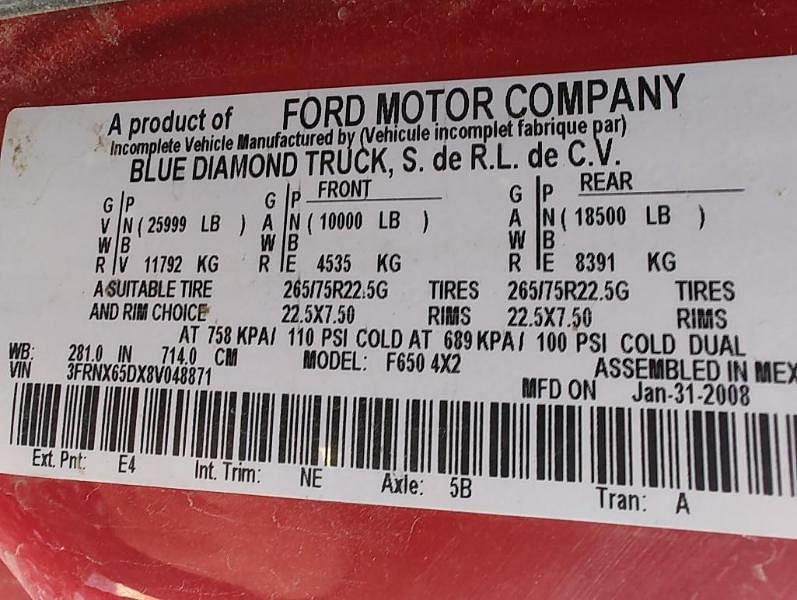 A product of FORD MOTOR COMPANY
Incomplete Vehicle Manufactured by (Vehicule incomplet fabrique par)
BLUE DIAMOND TRUCK, S. de R.L. de C.V.
FRONT REAR
G P G P G P
V N ( 25999 LB ) A N ( 10000 LB ) A N ( 18500 LB )
W B W B W B
R V 11792 KG R E 4535 KG R E 8391 KG
A SUITABLE TIRE 265/75R22.5G TIRES 265/75R22.5G TIRES
AND RIM CHOICE 22.5X7.50 RIMS 22.5X7.50 RIMS
AT 758 KPA/ 110 PSI COLD AT 689 KPA/ 100 PSI COLD DUAL
WB: 281.0 IN 714.0 CM MODEL: F650 4X2 ASSEMBLED IN MEX
VIN 3FRNX65DX8V048871 MFD ON Jan-31-2008
Ext. Pnt: E4 Int. Trim: NE Axle: 5B Tran: A